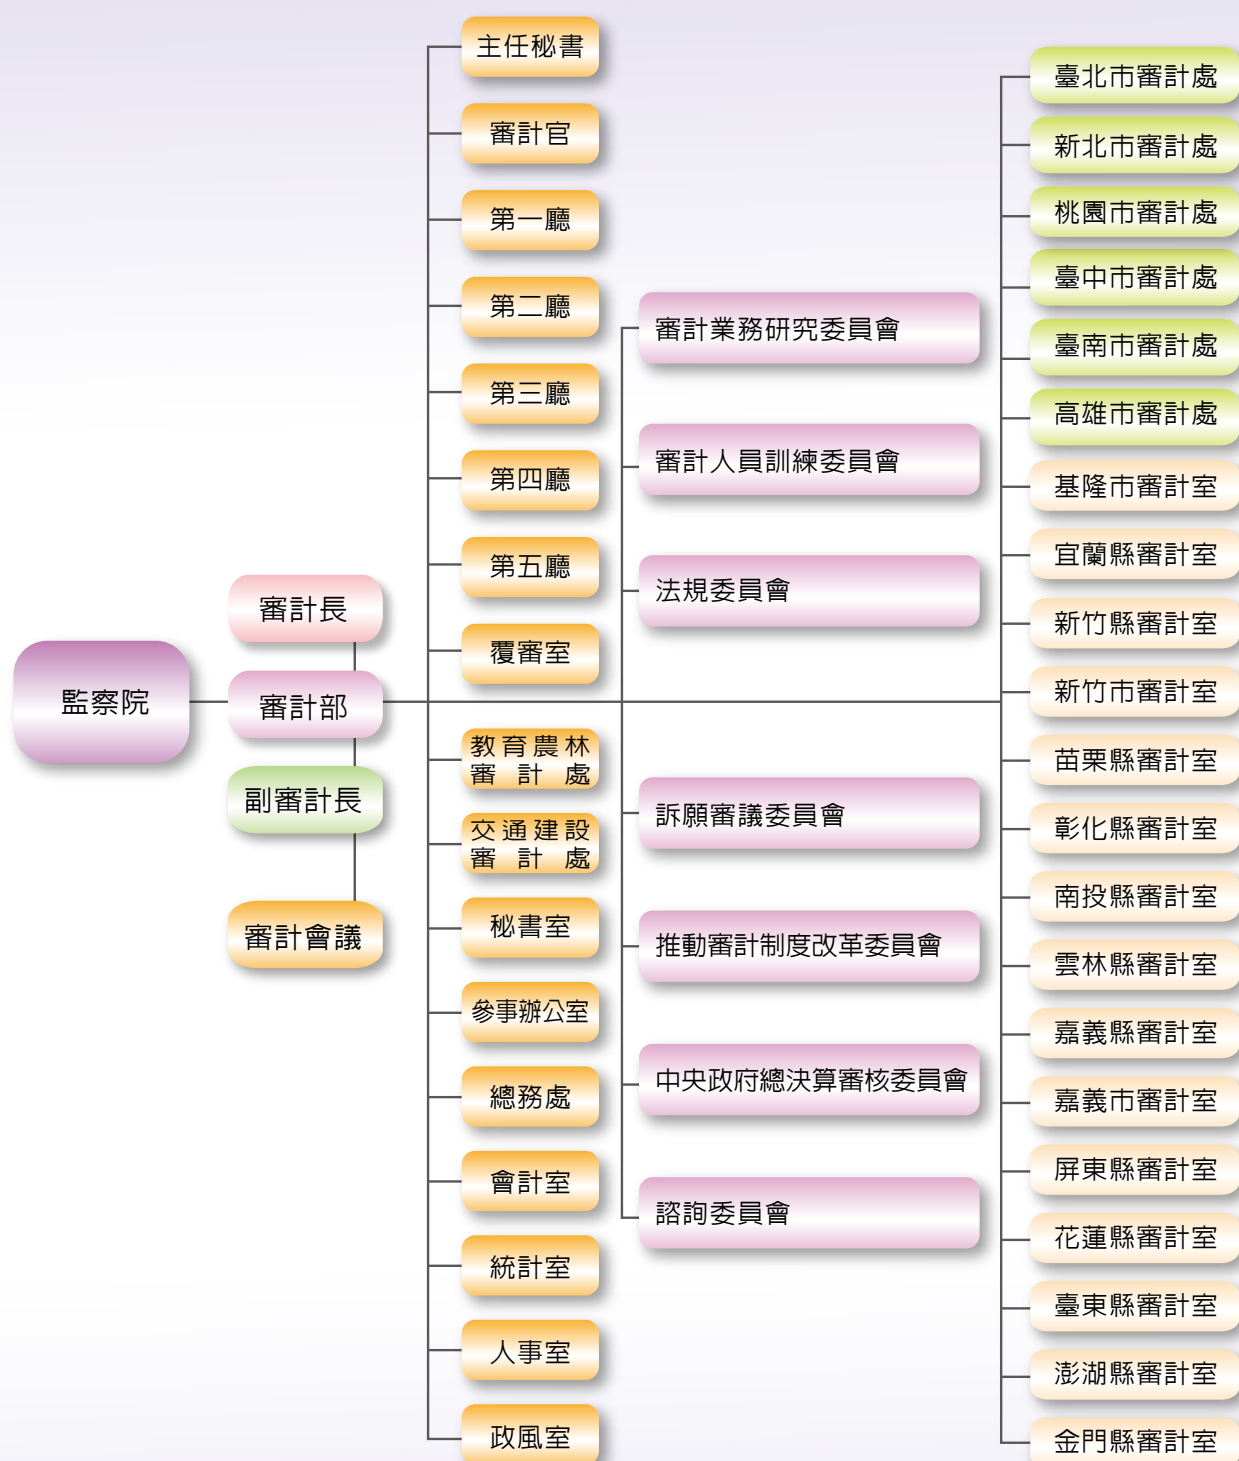 監察院
審計長
審計部
副審計長
審計會議
主任秘書
審計官
第一廳
第二廳
第三廳
第四廳
第五廳
覆審室
教育農林
審計處
交通建設
審計處
秘書室
參事辦公室
總務處
會計室
統計室
人事室
政風室
審計業務研究委員會
審計人員訓練委員會
法規委員會
訴願審議委員會
推動審計制度改革委員會
中央政府總決算審核委員會
諮詢委員會
臺北市審計處
新北市審計處
桃園市審計處
臺中市審計處
臺南市審計處
高雄市審計處
基隆市審計室
宜蘭縣審計室
新竹縣審計室
新竹市審計室
苗栗縣審計室
彰化縣審計室
南投縣審計室
雲林縣審計室
嘉義縣審計室
嘉義市審計室
屏東縣審計室
花蓮縣審計室
臺東縣審計室
澎湖縣審計室
金門縣審計室